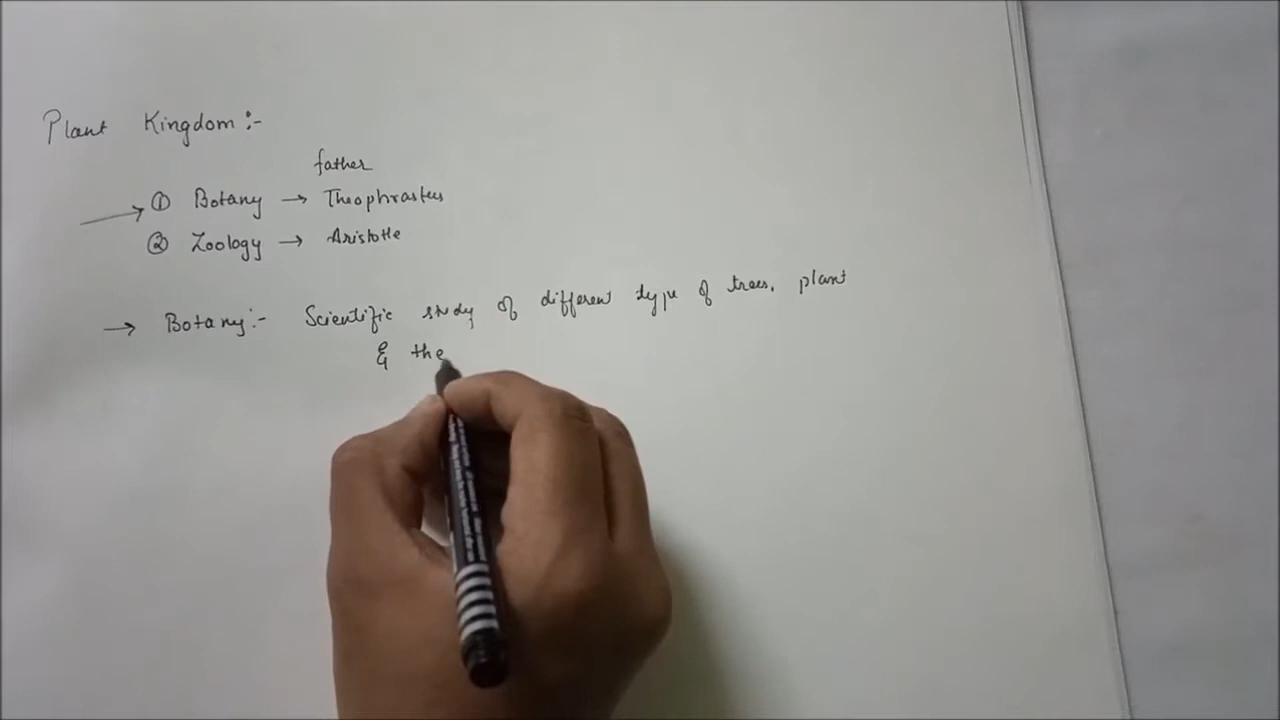 Plant Kingdom :-
father
→ ① Botany → Theophrastus
② Zoology → Aristotle
→ Botany :- Scientific study of different type of trees, plant
& the